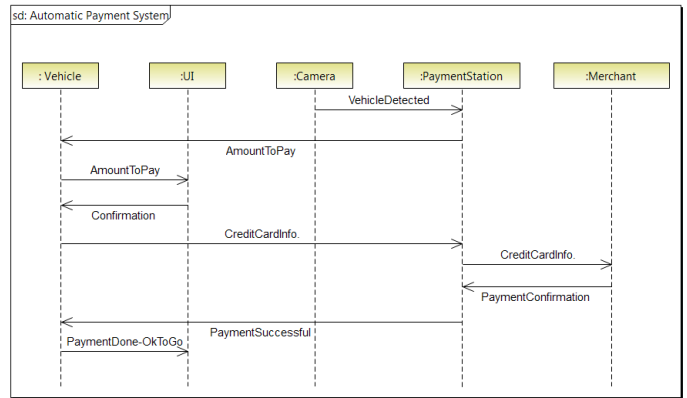 sd: Automatic Payment System
: Vehicle
:UI
:Camera
:PaymentStation
:Merchant
VehicleDetected
AmountToPay
AmountToPay
Confirmation
CreditCardInfo.
CreditCardInfo.
PaymentConfirmation
PaymentSuccessful
PaymentDone-OkToGo